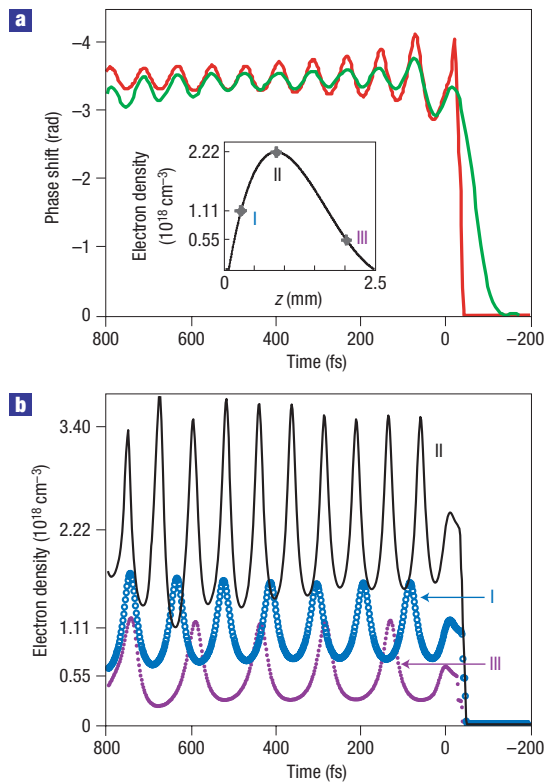 a
–4
–3
–2
–1
0
Phase shift (rad)
Electron density
(10¹⁸ cm⁻³)
2.22
1.11
0.55
I
II
III
0
2.5
z (mm)
800
600
400
200
0
–200
Time (fs)
b
3.40
2.22
1.11
0.55
0
Electron density (10¹⁸ cm⁻³)
II
I
III
800
600
400
200
0
–200
Time (fs)